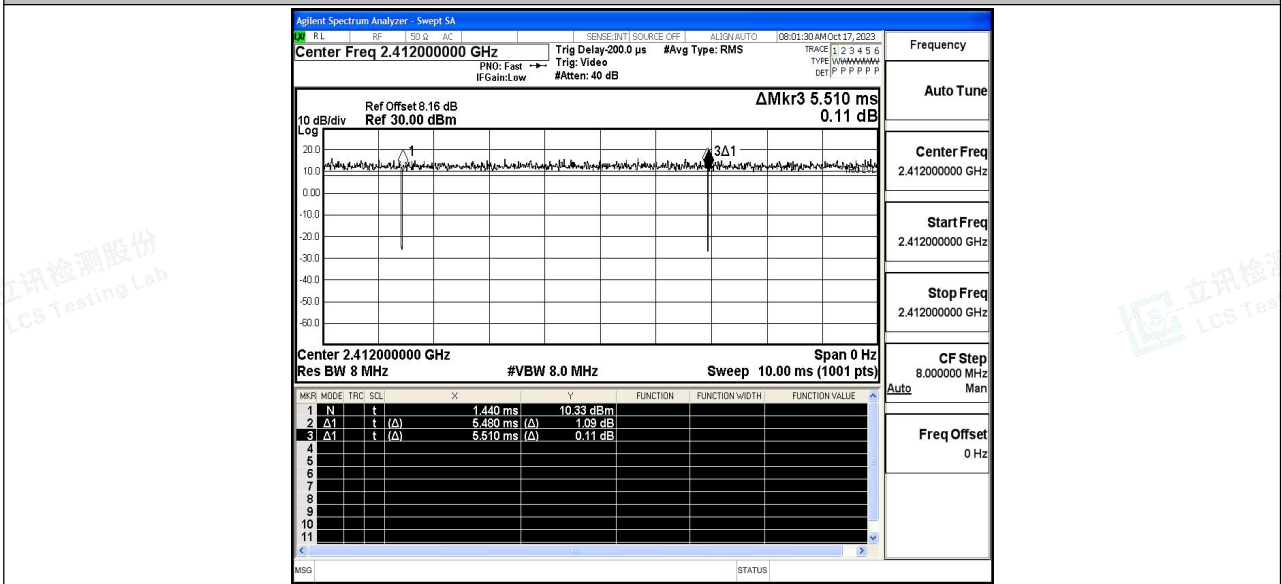 Agilent Spectrum Analyzer - Swept SA
RL RF 50 Ω AC SENSE:INT SOURCE OFF ALIGN AUTO 08:01:30 AM Oct 17, 2023
Center Freq 2.412000000 GHz
PNO: Fast
IFGain:Low
Trig Delay-200.0 µs
Trig: Video
#Atten: 40 dB
#Avg Type: RMS
TRACE 1 2 3 4 5 6
TYPE WWWWWW
DET P P P P P P
Frequency
Ref Offset 8.16 dB
10 dB/div Ref 30.00 dBm
Log
ΔMkr3 5.510 ms
0.11 dB
20.0
10.0
0.00
-10.0
-20.0
-30.0
-40.0
-50.0
-60.0
1
3Δ1
TRIG LVL
Center 2.412000000 GHz Span 0 Hz
Res BW 8 MHz #VBW 8.0 MHz Sweep 10.00 ms (1001 pts)
MKR MODE TRC SCL X Y FUNCTION FUNCTION WIDTH FUNCTION VALUE
1 N t 1.440 ms 10.33 dBm
2 Δ1 t (Δ) 5.480 ms (Δ) 1.09 dB
3 Δ1 t (Δ) 5.510 ms (Δ) 0.11 dB
4
5
6
7
8
9
10
11
MSG STATUS
Auto Tune
Center Freq
2.412000000 GHz
Start Freq
2.412000000 GHz
Stop Freq
2.412000000 GHz
CF Step
8.000000 MHz
Auto Man
Freq Offset
0 Hz
立讯检测股份
LCS Testing Lab
立讯检
LCS Tes